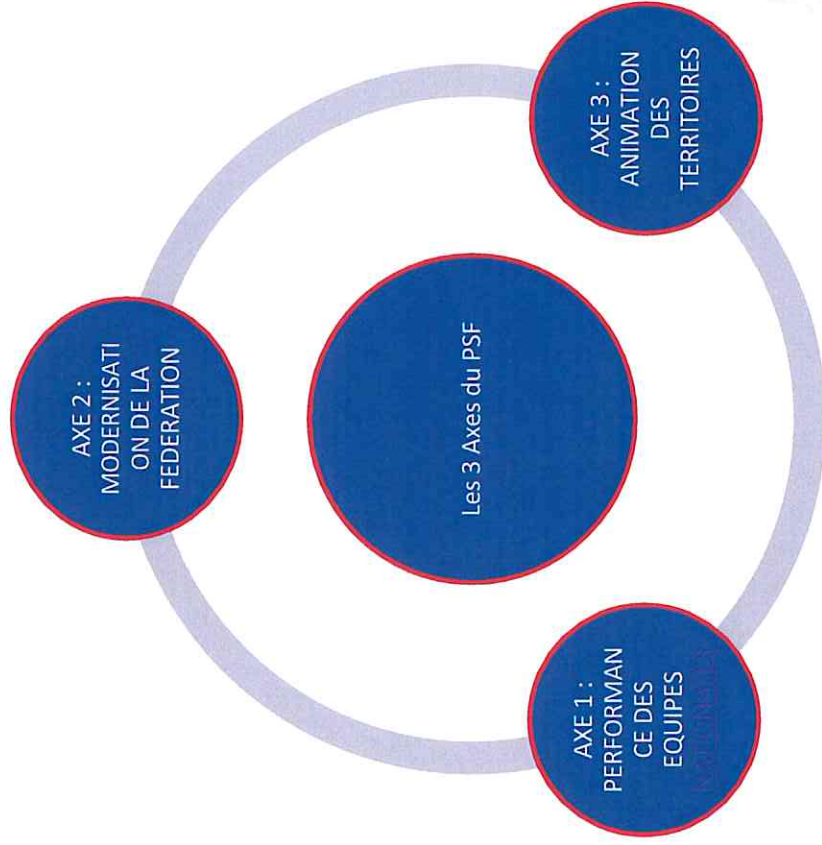 Les 3 Axes du PSF
AXE 1 :
PERFORMAN
CE DES
EQUIPES
AXE 2 :
MODERNISATI
ON DE LA
FEDERATION
AXE 3 :
ANIMATION
DES
TERRITOIRES